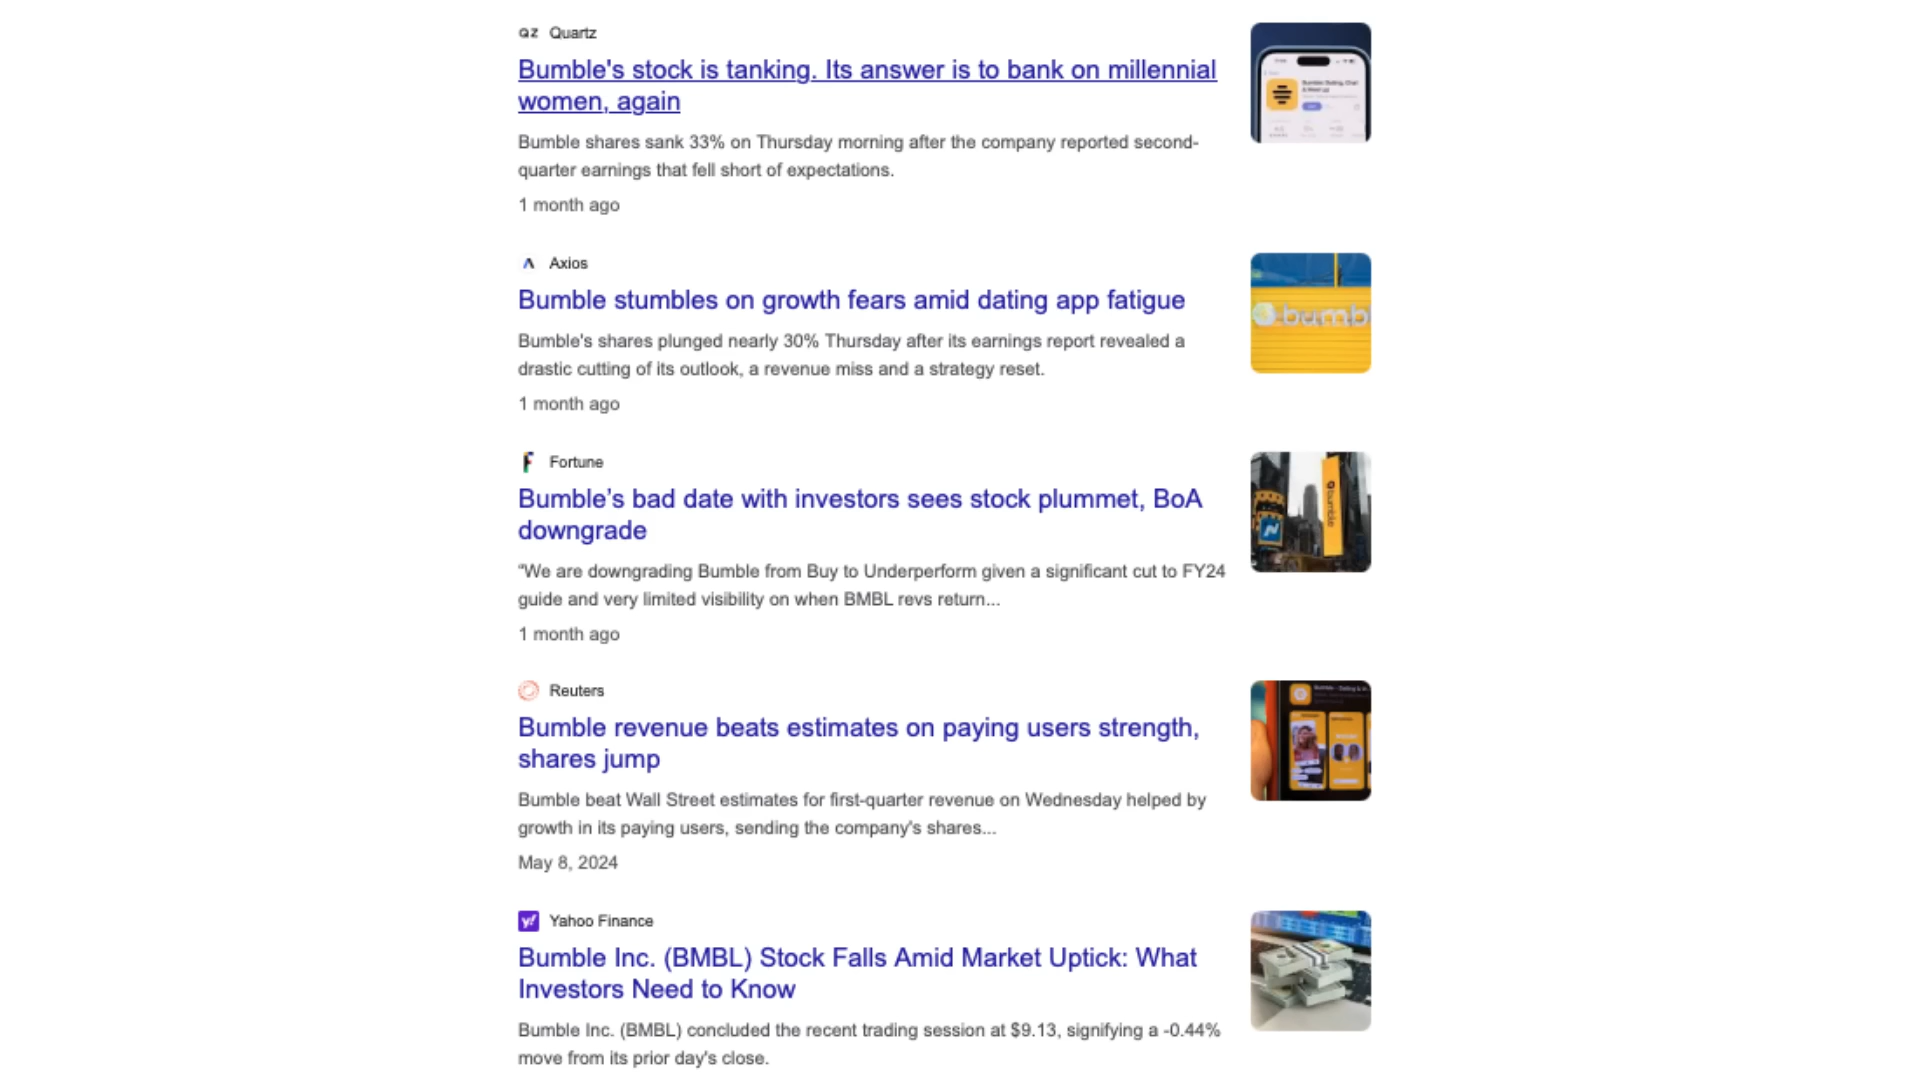 Quartz
Bumble's stock is tanking. Its answer is to bank on millennial
women, again
Bumble shares sank 33% on Thursday morning after the company reported second-
quarter earnings that fell short of expectations.
1 month ago
Axios
Bumble stumbles on growth fears amid dating app fatigue
Bumble's shares plunged nearly 30% Thursday after its earnings report revealed a
drastic cutting of its outlook, a revenue miss and a strategy reset.
1 month ago
bumb
Fortune
Bumble’s bad date with investors sees stock plummet, BoA
downgrade
“We are downgrading Bumble from Buy to Underperform given a significant cut to FY24
guide and very limited visibility on when BMBL revs return...
1 month ago
bumble
Reuters
Bumble revenue beats estimates on paying users strength,
shares jump
Bumble beat Wall Street estimates for first-quarter revenue on Wednesday helped by
growth in its paying users, sending the company's shares...
May 8, 2024
Yahoo Finance
Bumble Inc. (BMBL) Stock Falls Amid Market Uptick: What
Investors Need to Know
Bumble Inc. (BMBL) concluded the recent trading session at $9.13, signifying a -0.44%
move from its prior day's close.